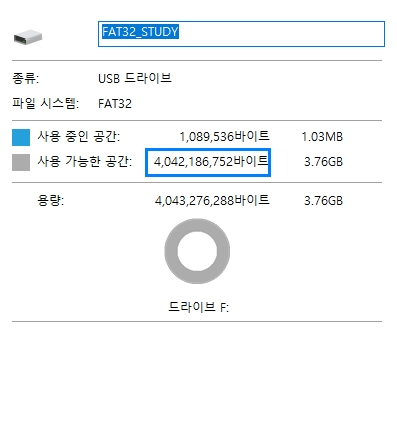 FAT32_STUDY
종류: USB 드라이브
파일 시스템: FAT32
사용 중인 공간: 1,089,536바이트 1.03MB
사용 가능한 공간: 4,042,186,752바이트 3.76GB
용량: 4,043,276,288바이트 3.76GB
드라이브 F: